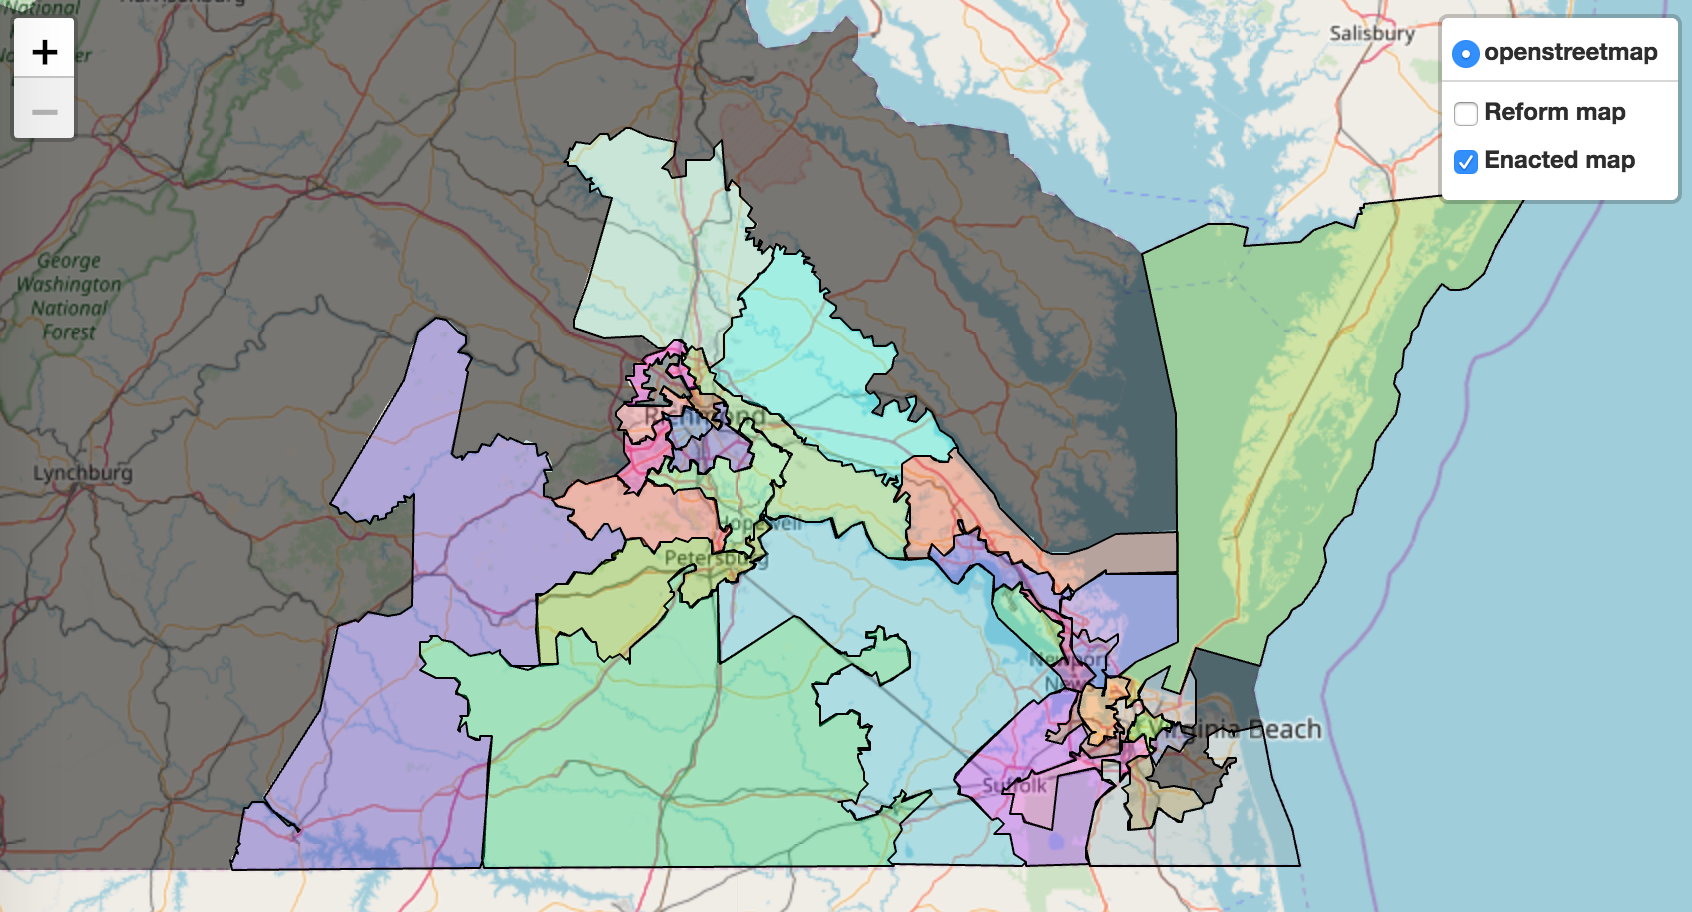 National
Salisbury
+
−
openstreetmap
Reform map
Enacted map
George
Washington
National
Forest
Richmond
Lynchburg
Hopewell
Petersburg
Newport
News
Virginia Beach
Suffolk